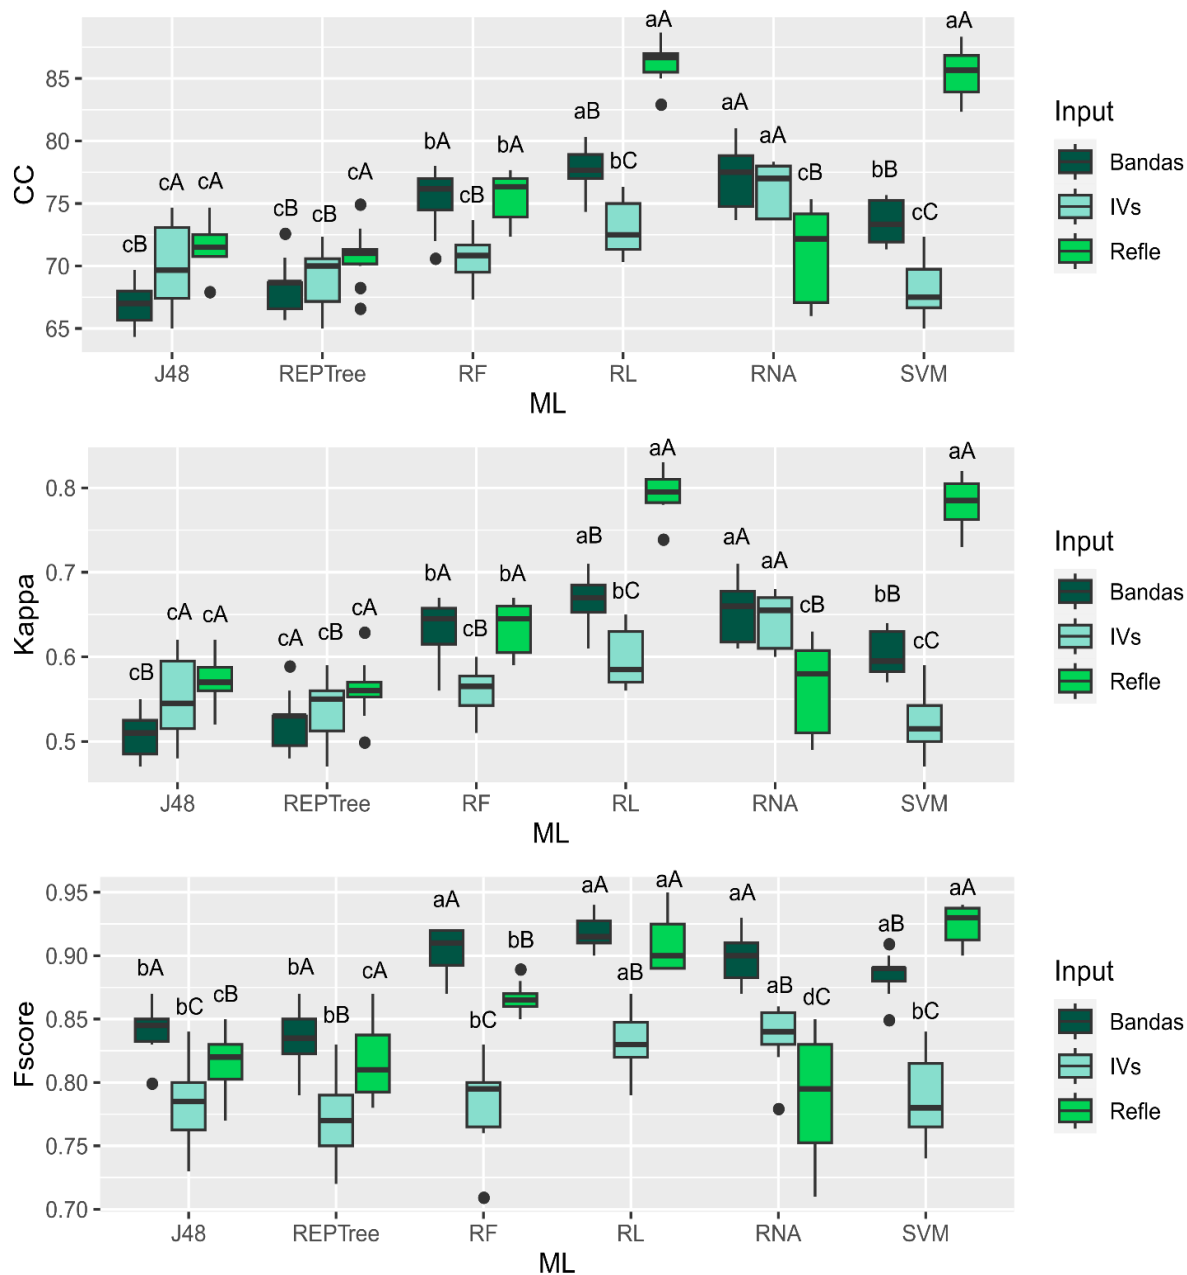 aA
aA
85
aA
aB
Input
80
bA
bA
aA
bC
Bandas
CC
cA
cA
cA
cB
cB
bB
75
cB
cB
IVs
cB
cC
70
Refle
65
J48
REPTree
RF
RL
RNA
SVM
ML
aA
aA
0.8
aB
aA
Input
0.7
bA
bA
bC
aA
bB
Bandas
Kappa
cA
cA
cA
cB
cB
cC
IVs
0.6
cB
cA
cB
Refle
0.5
J48
REPTree
RF
RL
RNA
SVM
ML
0.95
aA
aA
aA
aA
aA
0.90
bB
aB
Input
bA
bA
cA
aB
aB
dC
Bandas
0.85
bC
cB
bB
bC
bC
Fscore
IVs
0.80
Refle
0.75
0.70
J48
REPTree
RF
RL
RNA
SVM
ML